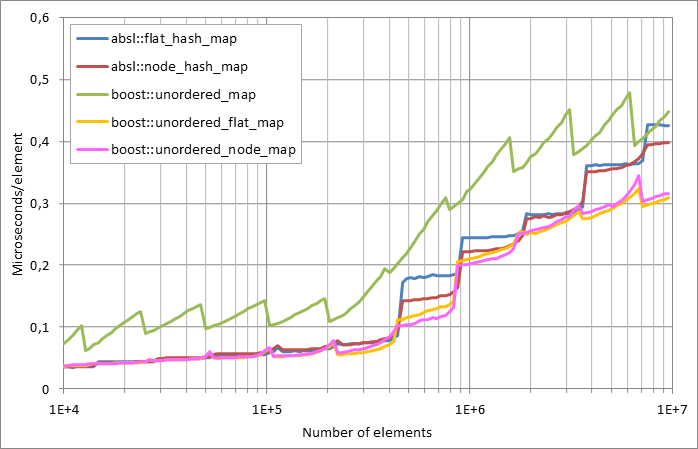 0,6
0,5
0,4
0,3
0,2
0,1
0
Microseconds/element
absl::flat_hash_map
absl::node_hash_map
boost::unordered_map
boost::unordered_flat_map
boost::unordered_node_map
1E+4 1E+5 1E+6 1E+7
Number of elements